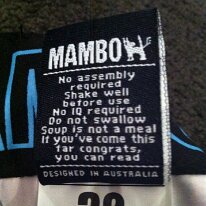 MAMBO
No assembly
required
Shake well
before use
No IQ required
Do not swallow
Soup is not a meal
If you've come this
far congrats,
you can read
DESIGNED IN AUSTRALIA